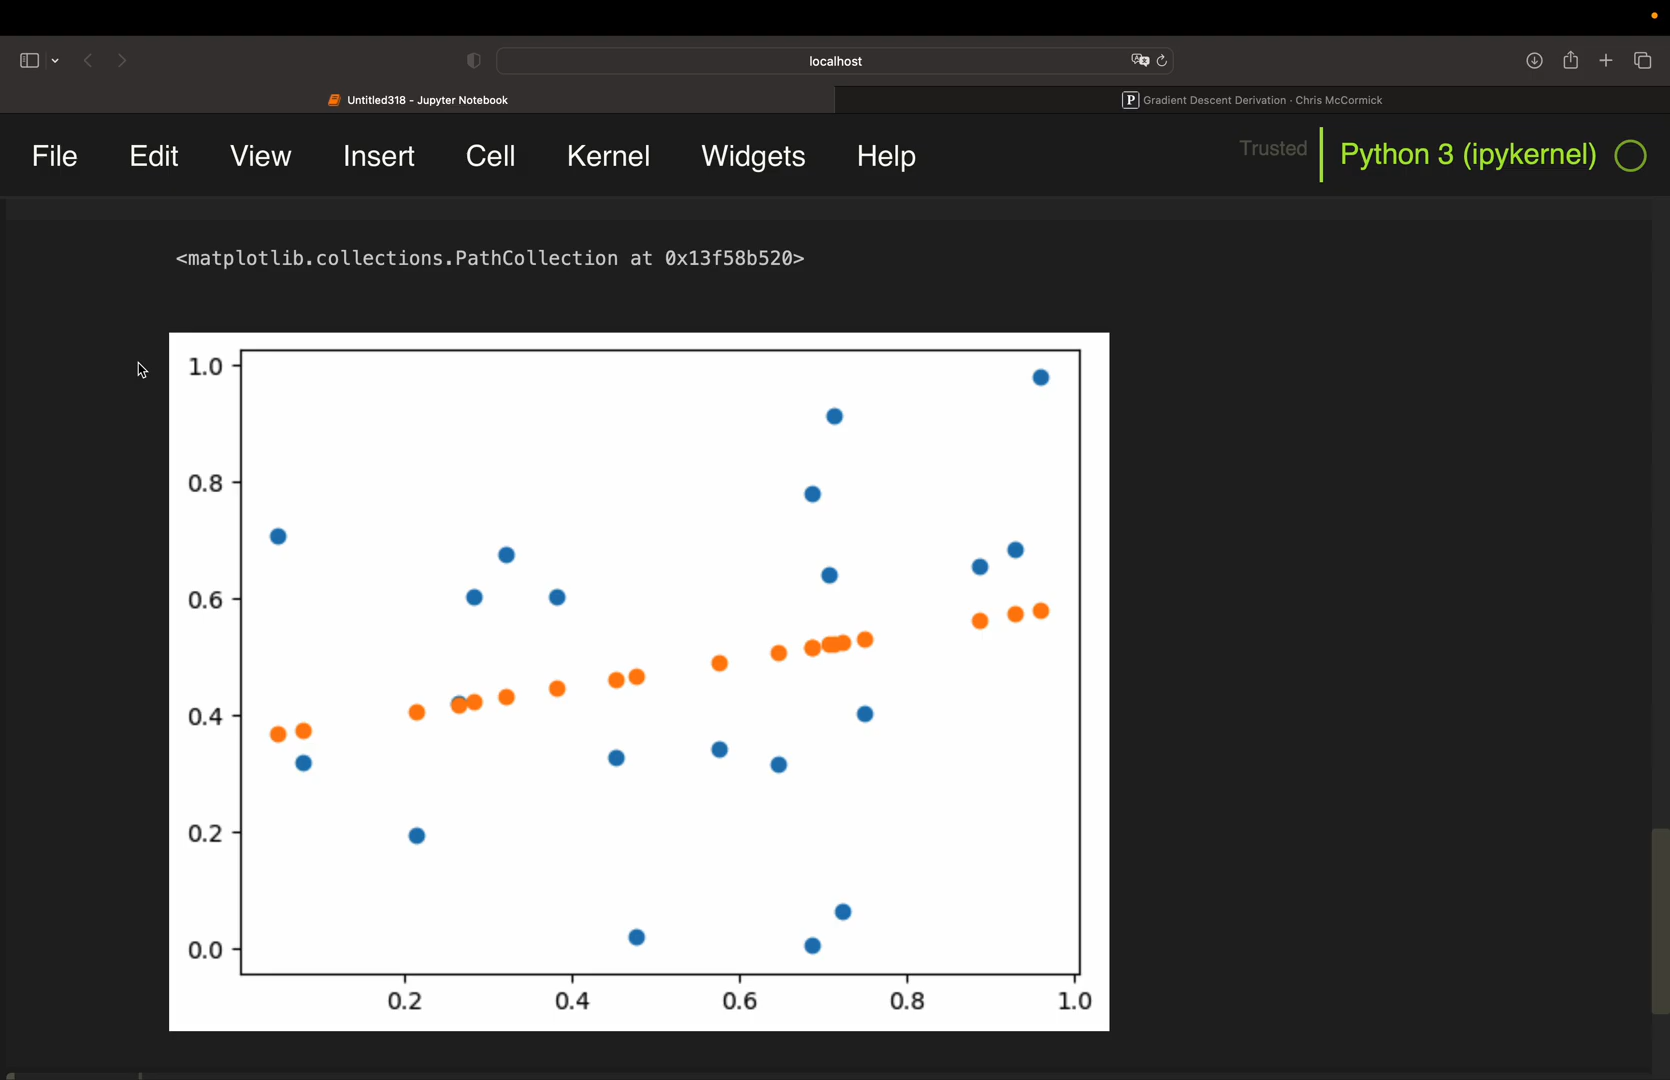 localhost
Untitled318 - Jupyter Notebook
P Gradient Descent Derivation · Chris McCormick
File Edit View Insert Cell Kernel Widgets Help
Trusted
Python 3 (ipykernel)
<matplotlib.collections.PathCollection at 0x13f58b520>
1.0
0.8
0.6
0.4
0.2
0.0
0.2 0.4 0.6 0.8 1.0